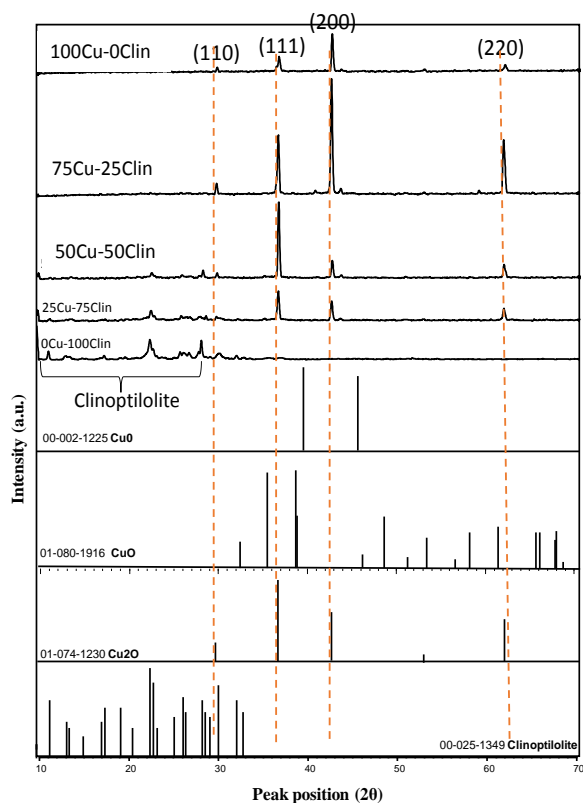 (200)
100Cu-0Clin
(110)
(111)
(220)
75Cu-25Clin
50Cu-50Clin
25Cu-75Clin
0Cu-100Clin
Clinoptilolite
00-002-1225 Cu0
01-080-1916 CuO
01-074-1230 Cu2O
00-025-1349 Clinoptilolite
Intensity (a.u.)
10 20 30 40 50 60 70
Peak position (2θ)